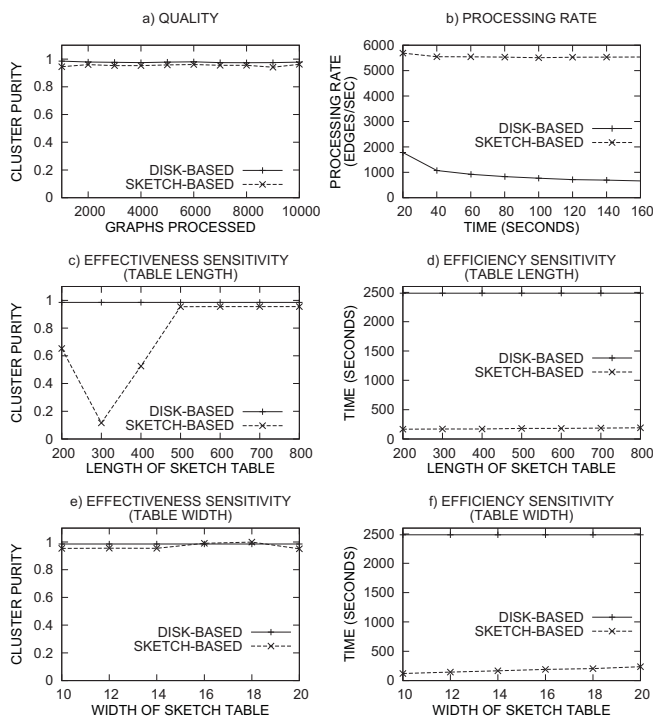 a) QUALITY
1
0.8
0.6
0.4
0.2
0
CLUSTER PURITY
DISK-BASED
SKETCH-BASED
2000 4000 6000 8000 10000
GRAPHS PROCESSED
b) PROCESSING RATE
6000
5000
4000
3000
2000
1000
0
PROCESSING RATE
(EDGES/SEC)
DISK-BASED
SKETCH-BASED
20 40 60 80 100 120 140 160
TIME (SECONDS)
c) EFFECTIVENESS SENSITIVITY
(TABLE LENGTH)
1
0.8
0.6
0.4
0.2
0
CLUSTER PURITY
DISK-BASED
SKETCH-BASED
200 300 400 500 600 700 800
LENGTH OF SKETCH TABLE
d) EFFICIENCY SENSITIVITY
(TABLE LENGTH)
2500
2000
1500
1000
500
0
TIME (SECONDS)
DISK-BASED
SKETCH-BASED
200 300 400 500 600 700 800
LENGTH OF SKETCH TABLE
e) EFFECTIVENESS SENSITIVITY
(TABLE WIDTH)
1
0.8
0.6
0.4
0.2
0
CLUSTER PURITY
DISK-BASED
SKETCH-BASED
10 12 14 16 18 20
WIDTH OF SKETCH TABLE
f) EFFICIENCY SENSITIVITY
(TABLE WIDTH)
2500
2000
1500
1000
500
0
TIME (SECONDS)
DISK-BASED
SKETCH-BASED
10 12 14 16 18 20
WIDTH OF SKETCH TABLE